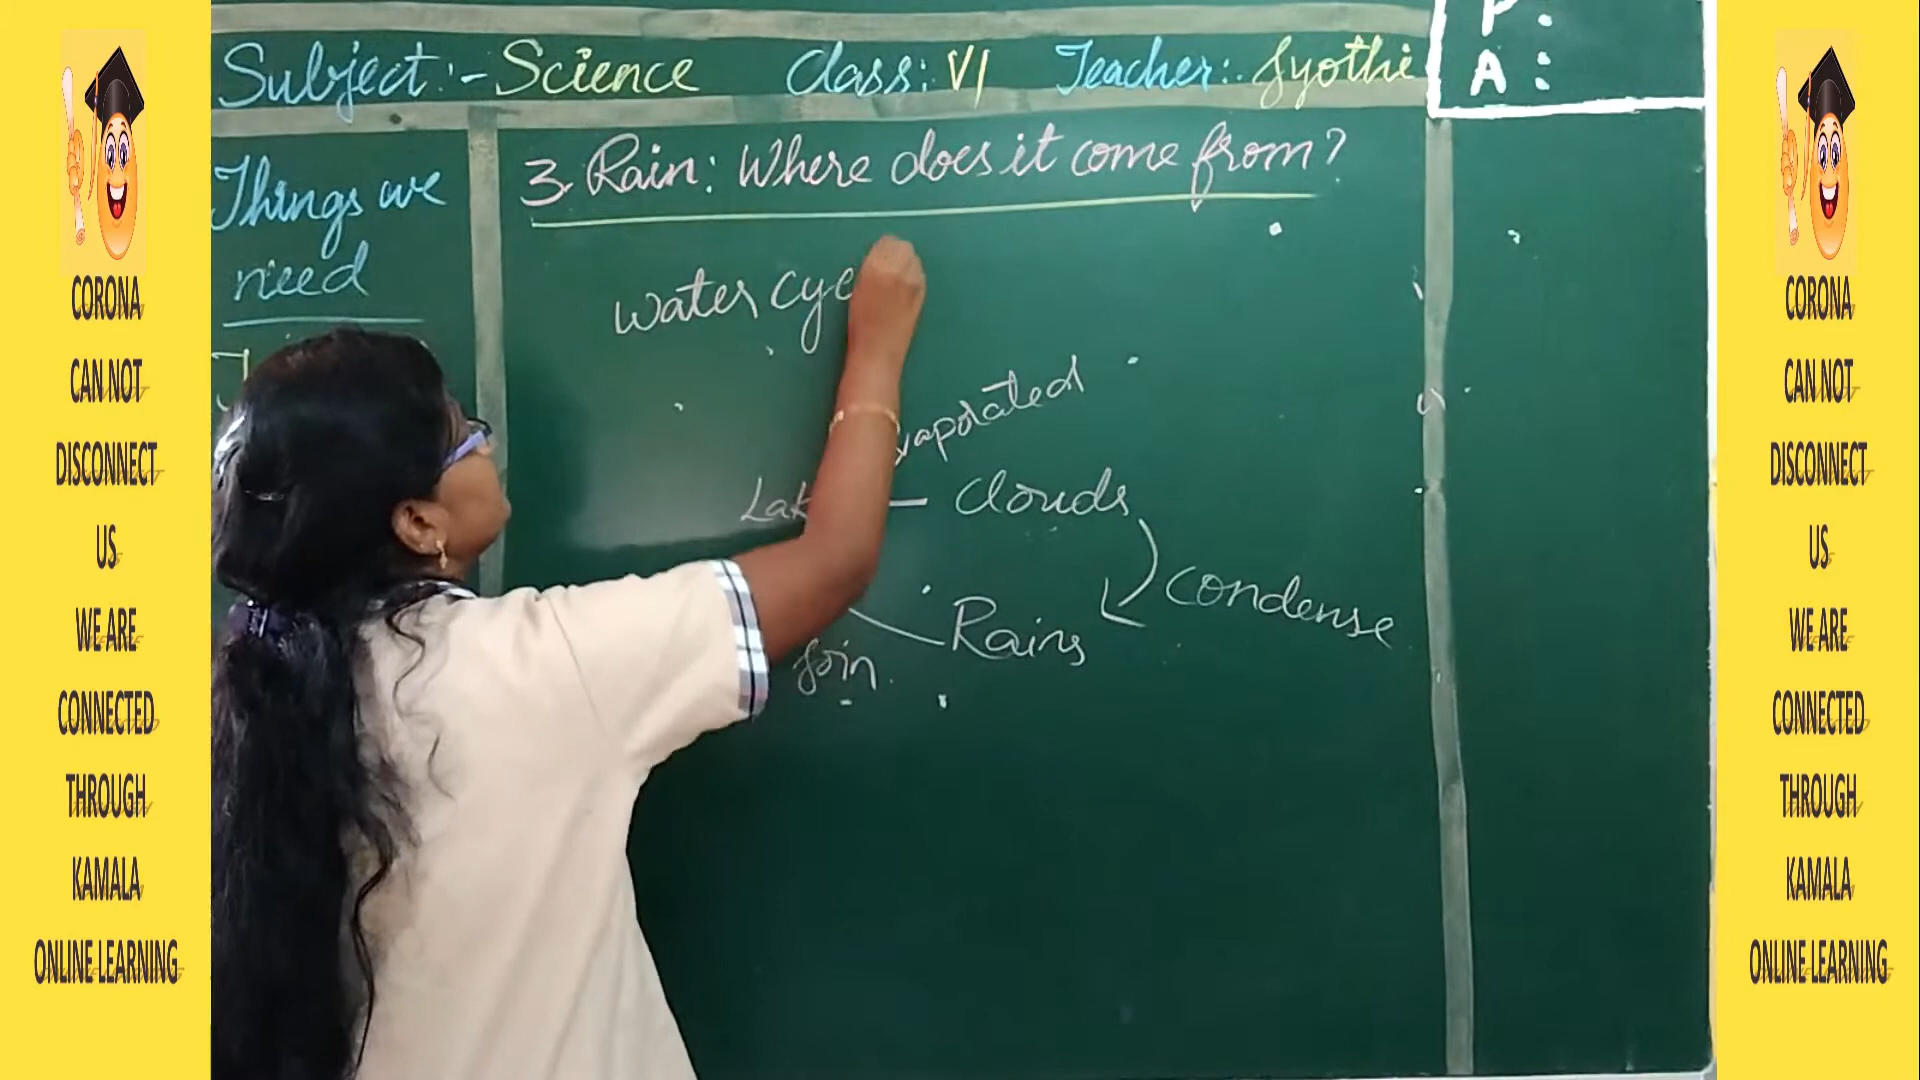 CORONA
CAN NOT
DISCONNECT
US
WE ARE
CONNECTED
THROUGH
KAMALA
ONLINE LEARNING
Subject:- Science Class: VI Teacher: Jyothi
P:
A:
Things we
need
3. Rain: Where does it come from?
water cyc
vaporated
Lak — Clouds
Condense
Rains
Join
CORONA
CAN NOT
DISCONNECT
US
WE ARE
CONNECTED
THROUGH
KAMALA
ONLINE LEARNING